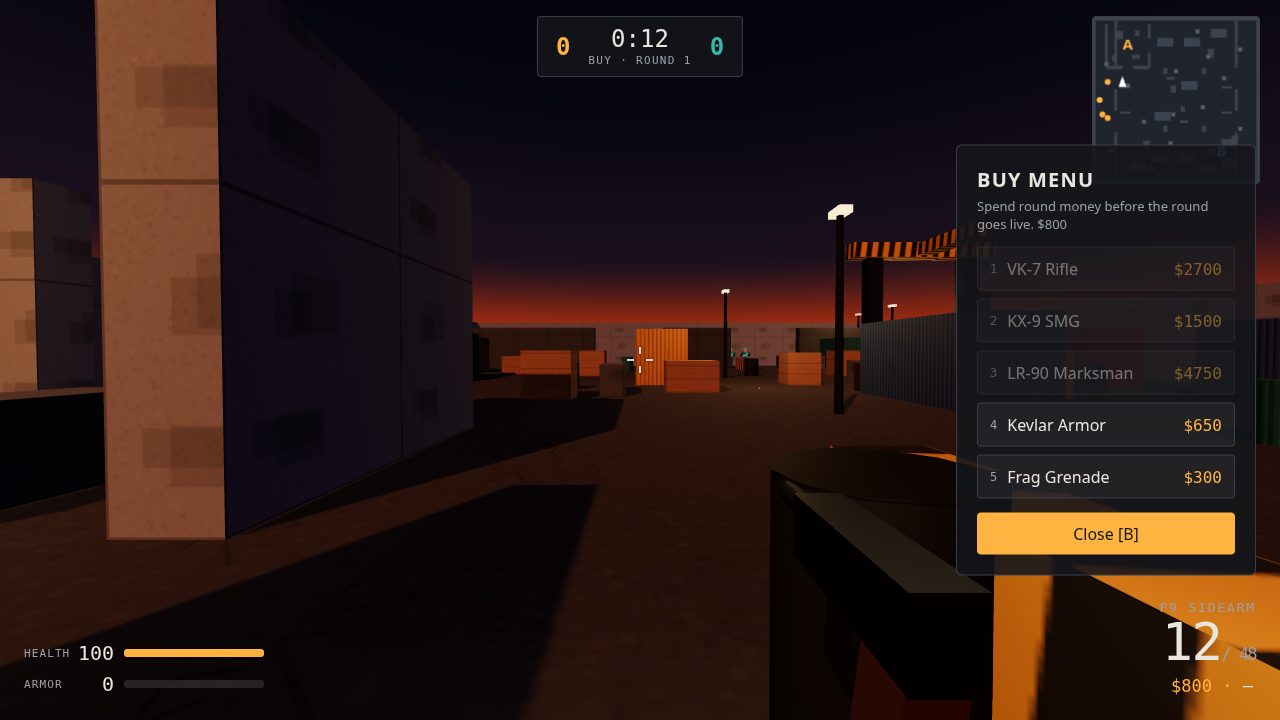 0 0:12 0
BUY · ROUND 1
A
B
BUY MENU
Spend round money before the round
goes live. $800
1 VK-7 Rifle $2700
2 KX-9 SMG $1500
3 LR-90 Marksman $4750
4 Kevlar Armor $650
5 Frag Grenade $300
Close [B]
P9 SIDEARM
12 / 48
$800 · —
HEALTH 100
ARMOR 0